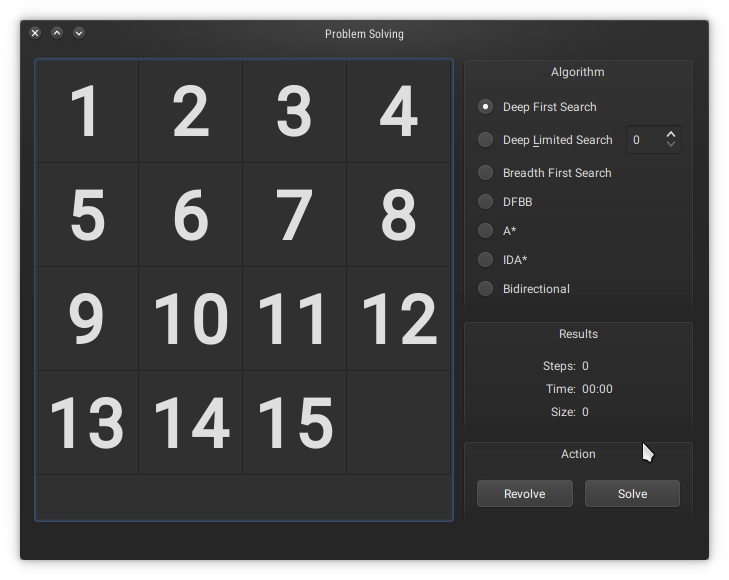 Problem Solving
1 2 3 4
5 6 7 8
9 10 11 12
13 14 15
Algorithm
Deep First Search
Deep Limited Search 0
Breadth First Search
DFBB
A*
IDA*
Bidirectional
Results
Steps: 0
Time: 00:00
Size: 0
Action
Revolve Solve